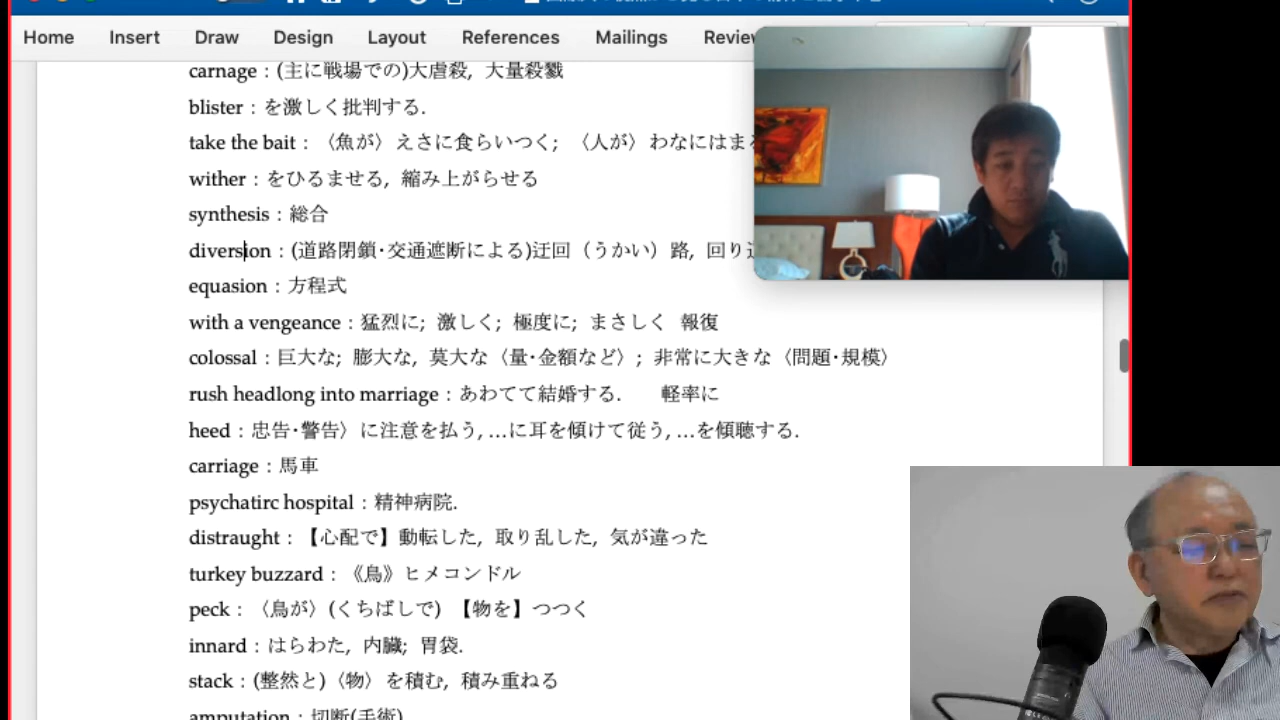 Home Insert Draw Design Layout References Mailings Review
carnage : (主に戦場での)大虐殺, 大量殺戮
blister : を激しく批判する.
take the bait : 〈魚が〉えさに食らいつく; 〈人が〉わなにはまる
wither : をひるませる, 縮み上がらせる
synthesis : 総合
diversion : (道路閉鎖･交通遮断による)迂回（うかい）路, 回り
equasion : 方程式
with a vengeance : 猛烈に; 激しく; 極度に; まさしく 報復
colossal : 巨大な; 膨大な, 莫大な〈量･金額など〉; 非常に大きな〈問題･規模〉
rush headlong into marriage : あわてて結婚する. 軽率に
heed : 忠告･警告〉に注意を払う, …に耳を傾けて従う, …を傾聴する.
carriage : 馬車
psychatirc hospital : 精神病院.
distraught : 【心配で】動転した, 取り乱した, 気が違った
turkey buzzard : 《鳥》ヒメコンドル
peck : 〈鳥が〉(くちばしで) 【物を】つつく
innard : はらわた, 内臓; 胃袋.
stack : (整然と)〈物〉を積む, 積み重ねる
amputation : 切断(手術)